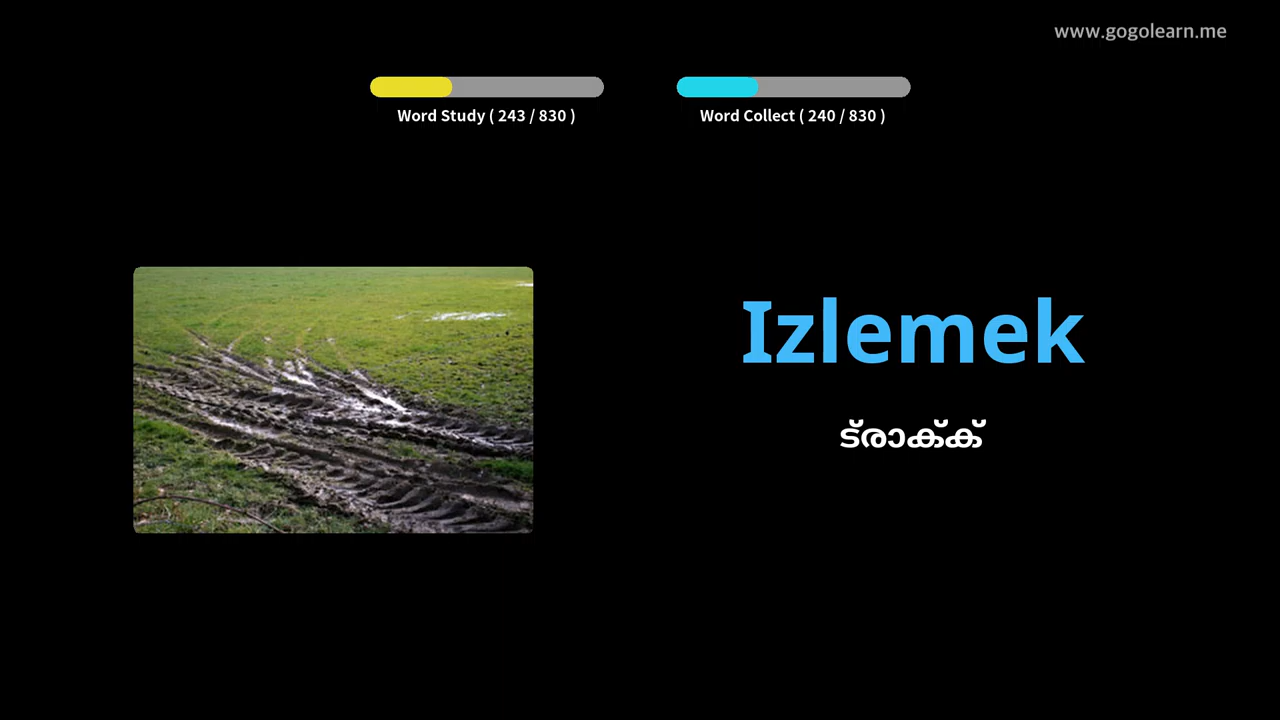 www.gogolearn.me
Word Study ( 243 / 830 )
Word Collect ( 240 / 830 )
Izlemek
ട്രാക്ക്